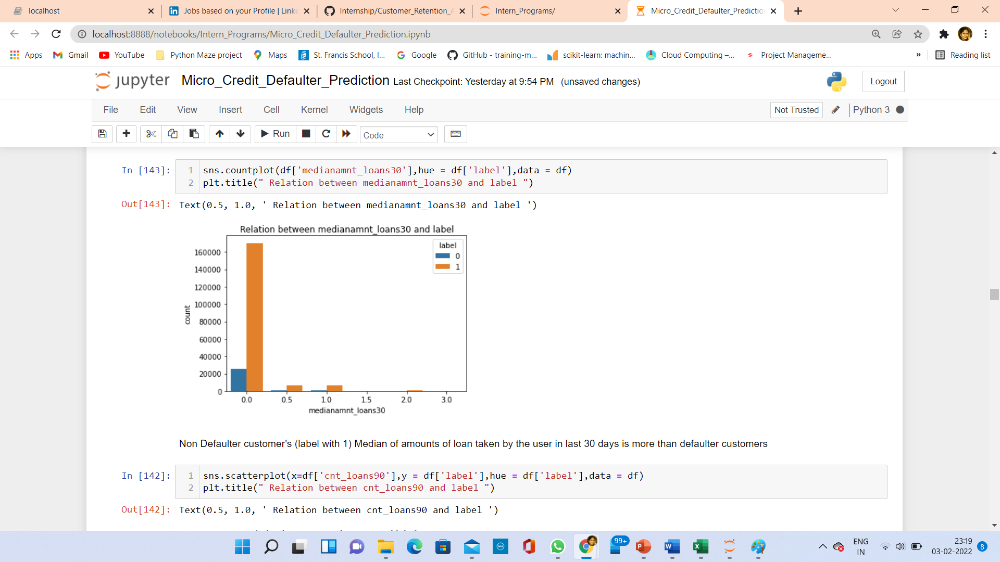 localhost
Jobs based on your Profile | Linke
Internship/Customer_Retention_A
Intern_Programs/
Micro_Credit_Defaulter_Predictio
localhost:8888/notebooks/Intern_Programs/Micro_Credit_Defaulter_Prediction.ipynb
Apps
Gmail
YouTube
Python Maze project
Maps
St. Francis School, I...
Google
GitHub - training-m...
scikit-learn: machin...
Cloud Computing –...
Project Manageme...
»
Reading list
jupyter Micro_Credit_Defaulter_Prediction Last Checkpoint: Yesterday at 9:54 PM (unsaved changes)
Logout
File Edit View Insert Cell Kernel Widgets Help
Not Trusted
Python 3
Run
Code
In [143]:
1 sns.countplot(df['medianamnt_loans30'],hue = df['label'],data = df)
2 plt.title(" Relation between medianamnt_loans30 and label ")
Out[143]: Text(0.5, 1.0, ' Relation between medianamnt_loans30 and label ')
Relation between medianamnt_loans30 and label
label
0
1
160000
140000
120000
100000
80000
60000
40000
20000
0
count
0.0 0.5 1.0 1.5 2.0 3.0
medianamnt_loans30
Non Defaulter customer's (label with 1) Median of amounts of loan taken by the user in last 30 days is more than defaulter customers
In [142]:
1 sns.scatterplot(x=df['cnt_loans90'],y = df['label'],hue = df['label'],data = df)
2 plt.title(" Relation between cnt_loans90 and label ")
Out[142]: Text(0.5, 1.0, ' Relation between cnt_loans90 and label ')
99+
ENG
IN
23:19
03-02-2022
8